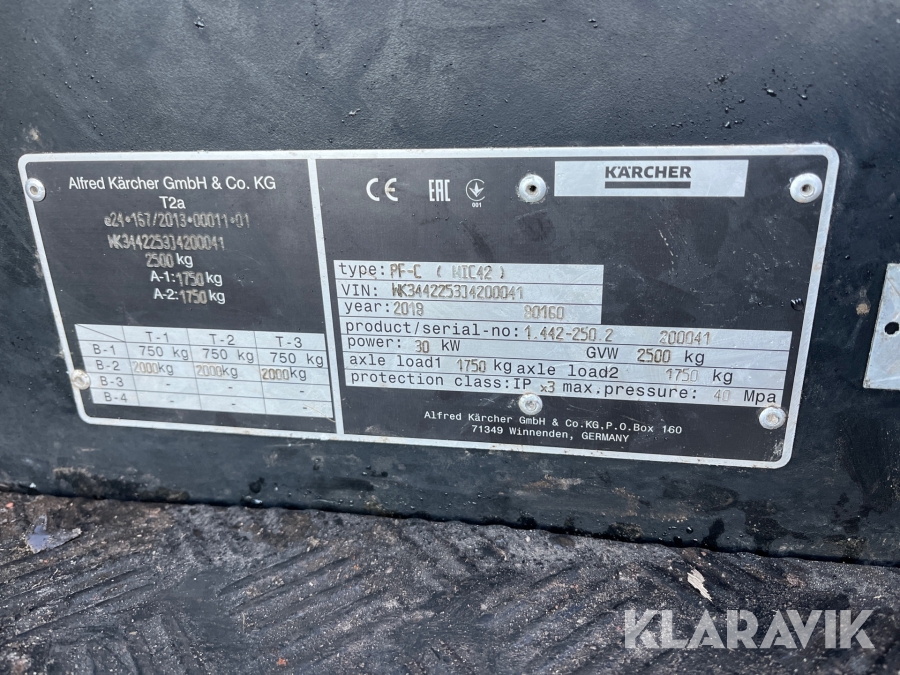 Alfred Kärcher GmbH & Co. KG
T2a
e24*167/2013*00011*01
WK34422533420 0041
2500 kg
A-1:1750 kg
A-2:1750 kg
T-1 T-2 T-3
B-1 750 kg 750 kg 750 kg
B-2 2000kg 2000kg 2000kg
B-3 - - -
B-4 - - -
CE EAC 001 KÄRCHER
type: PF-C ( MIC42 )
VIN:
year: 2019 80160
product/serial-no: 1.442-250.2 200041
power: 30 kW GVW 2500 kg
axle load1 1750 kg axle load2 1750 kg
protection class:IP x3 max.pressure: 40 Mpa
Alfred Kärcher GmbH & Co.KG,P.O.Box 160
71349 Winnenden, GERMANY
KLARAVIK